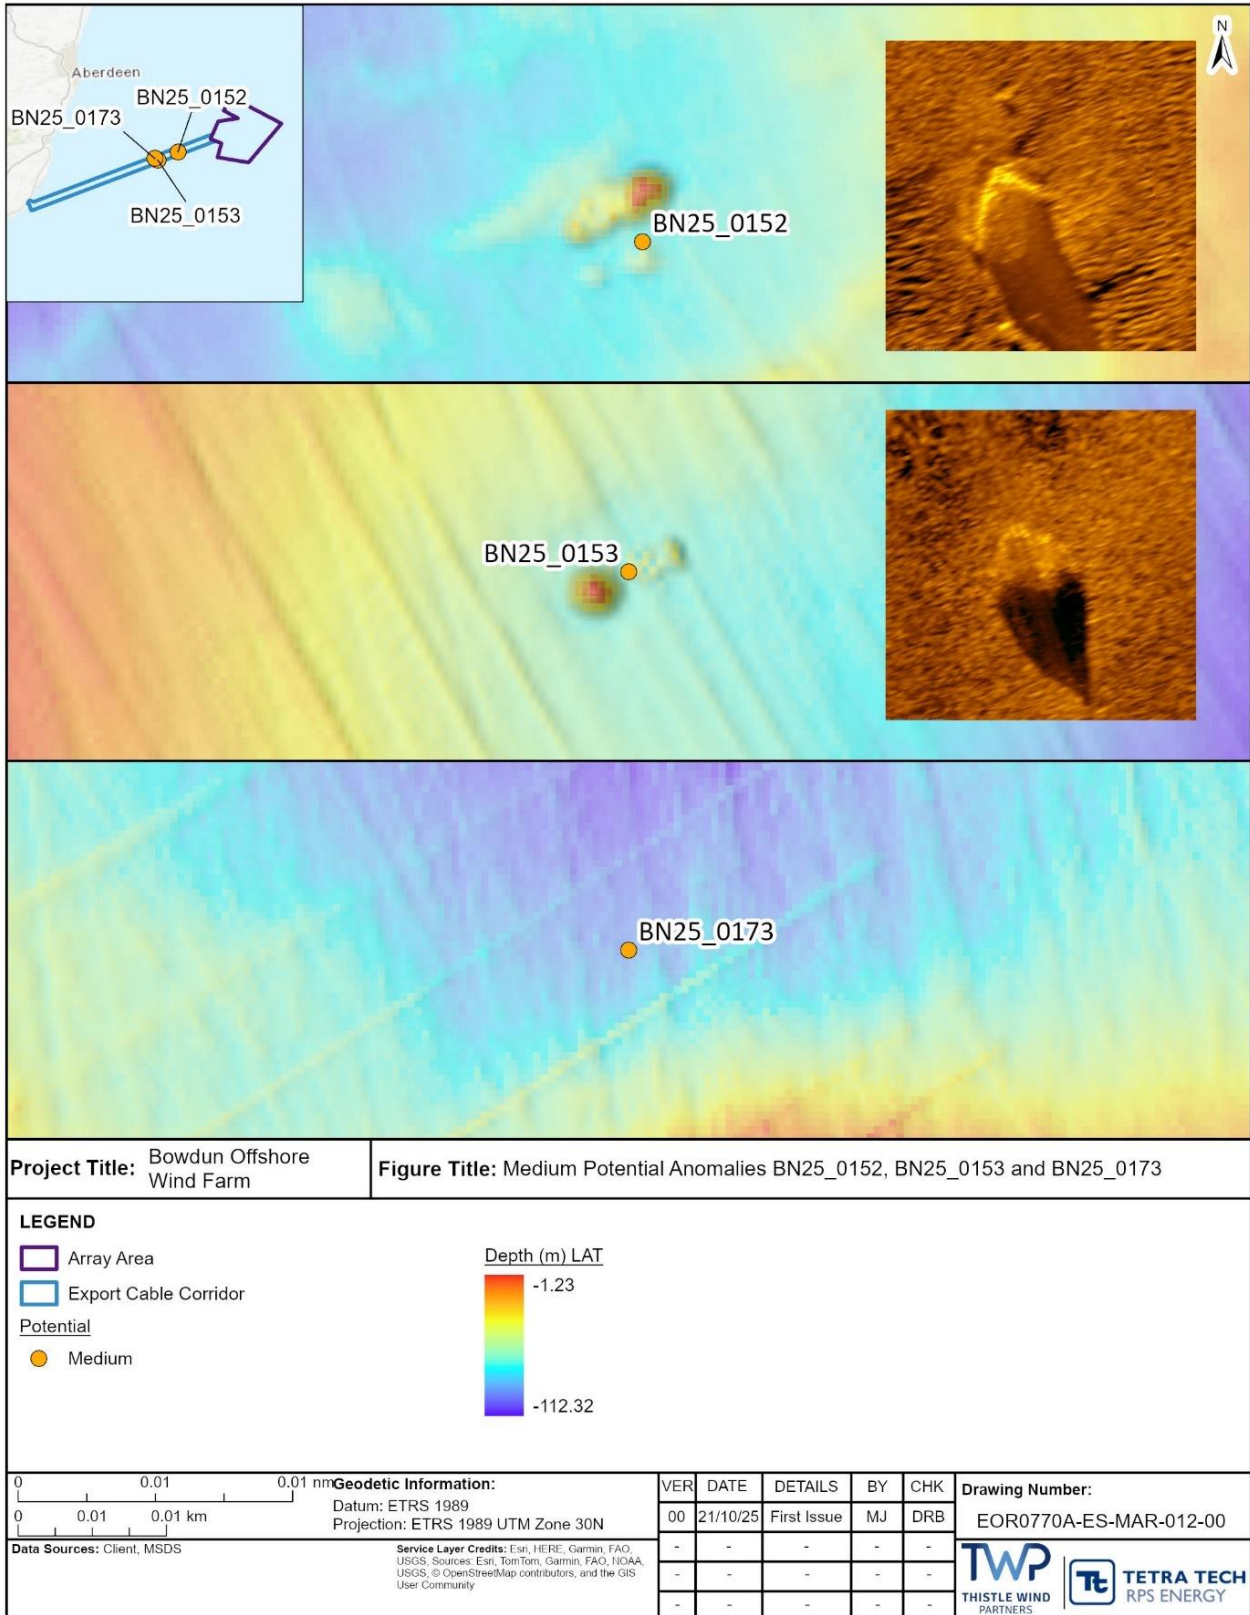 N
Aberdeen
BN25_0152
BN25_0173
BN25_0153
BN25_0152
BN25_0153
BN25_0173
Project Title: Bowdun Offshore
Wind Farm
Figure Title: Medium Potential Anomalies BN25_0152, BN25_0153 and BN25_0173
LEGEND
Array Area
Export Cable Corridor
Potential
Medium
Depth (m) LAT
-1.23
-112.32
0 0.01 0.01 nm
0 0.01 0.01 km
Geodetic Information:
Datum: ETRS 1989
Projection: ETRS 1989 UTM Zone 30N
Data Sources: Client, MSDS
Service Layer Credits: Esri, HERE, Garmin, FAO,
USGS, Sources: Esri, TomTom, Garmin, FAO, NOAA,
USGS, © OpenStreetMap contributors, and the GIS
User Community
VER DATE DETAILS BY CHK
00 21/10/25 First Issue MJ DRB
- - - - -
- - - - -
- - - - -
Drawing Number:
EOR0770A-ES-MAR-012-00
TWP
THISTLE WIND
PARTNERS
Tt
TETRA TECH
RPS ENERGY